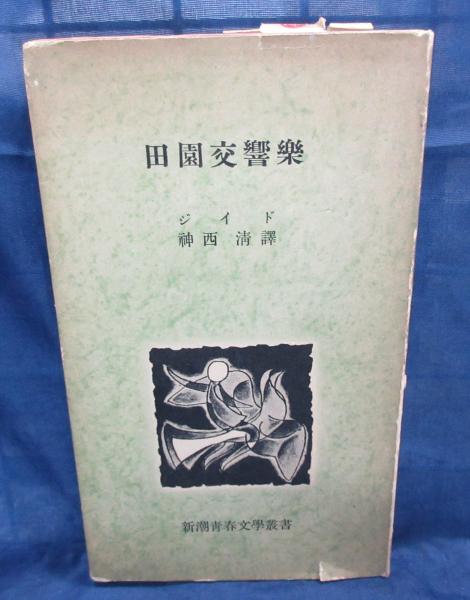 田園交響樂
ジイド
神西清譯
新潮青春文學叢書